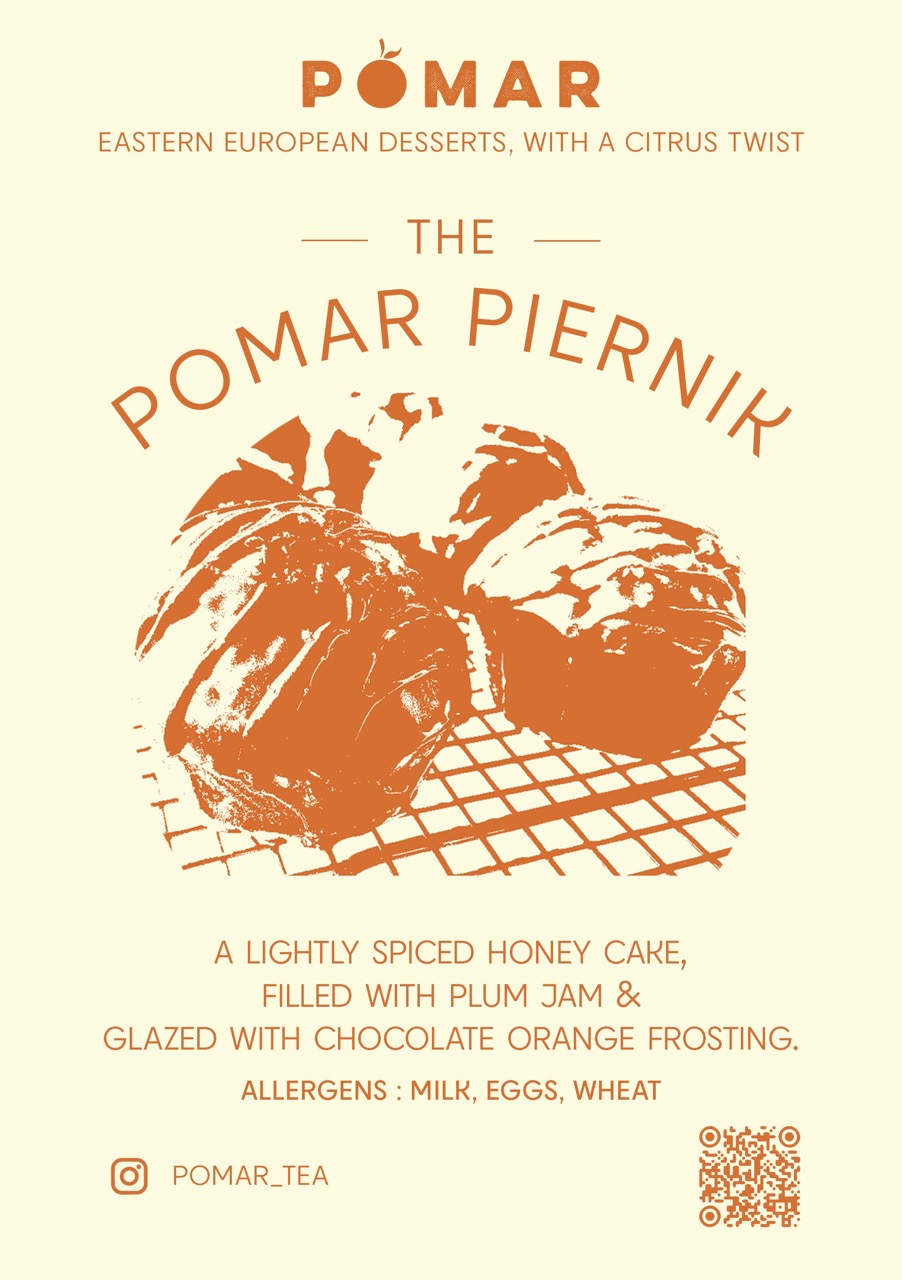 POMAR
EASTERN EUROPEAN DESSERTS, WITH A CITRUS TWIST
THE
POMAR PIERNIK
A LIGHTLY SPICED HONEY CAKE,
FILLED WITH PLUM JAM &
GLAZED WITH CHOCOLATE ORANGE FROSTING.
ALLERGENS : MILK, EGGS, WHEAT
POMAR_TEA